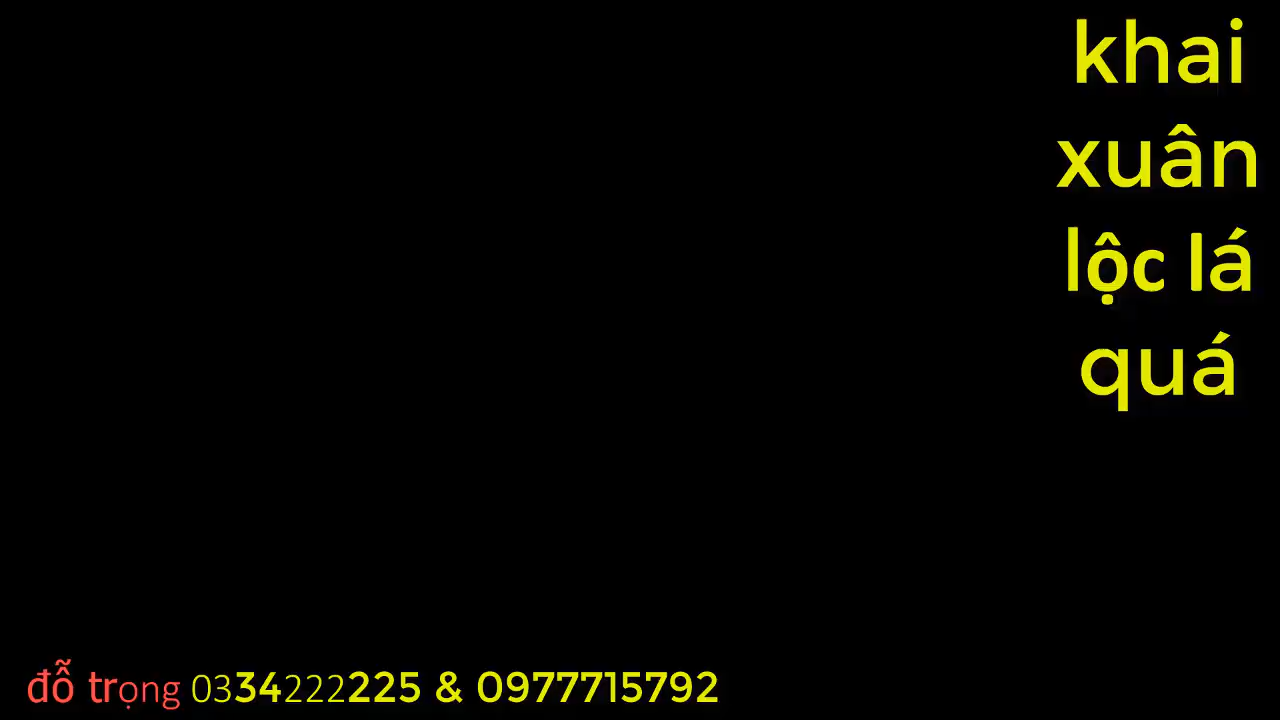 khai
xuân
lộc lá
quá
đỗ trọng 0334222225 & 0977715792